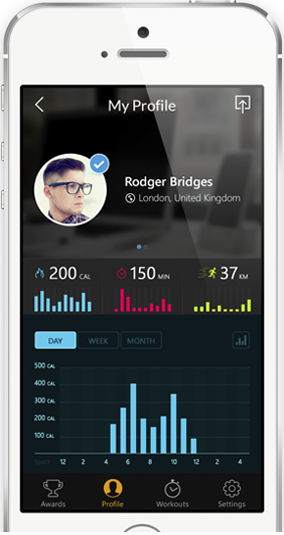 My Profile
Rodger Bridges
London, United Kingdom
200 CAL 150 MIN 37 KM
DAY WEEK MONTH
500 CAL
400 CAL
300 CAL
200 CAL
100 CAL
12 2 4 6 8 10 12 2 4
Awards Profile Workouts Settings